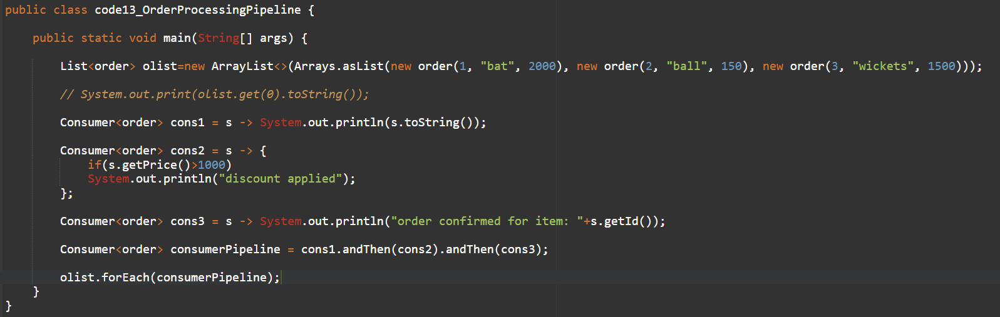 public class code13_OrderProcessingPipeline {
public static void main(String[] args) {
List<order> olist=new ArrayList<>(Arrays.asList(new order(1, "bat", 2000), new order(2, "ball", 150), new order(3, "wickets", 1500)));
// System.out.print(olist.get(0).toString());
Consumer<order> cons1 = s -> System.out.println(s.toString());
Consumer<order> cons2 = s -> {
if(s.getPrice()>1000)
System.out.println("discount applied");
};
Consumer<order> cons3 = s -> System.out.println("order confirmed for item: "+s.getId());
Consumer<order> consumerPipeline = cons1.andThen(cons2).andThen(cons3);
olist.forEach(consumerPipeline);
}
}